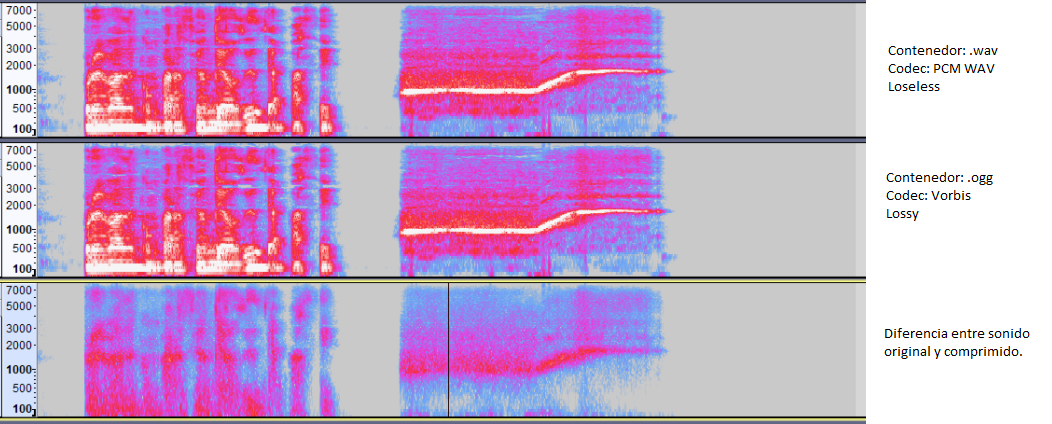 7000
5000
3000
2000
1000
500
100
Contenedor: .wav
Codec: PCM WAV
Loseless
7000
5000
3000
2000
1000
500
100
Contenedor: .ogg
Codec: Vorbis
Lossy
7000
5000
3000
2000
1000
500
100
Diferencia entre sonido
original y comprimido.